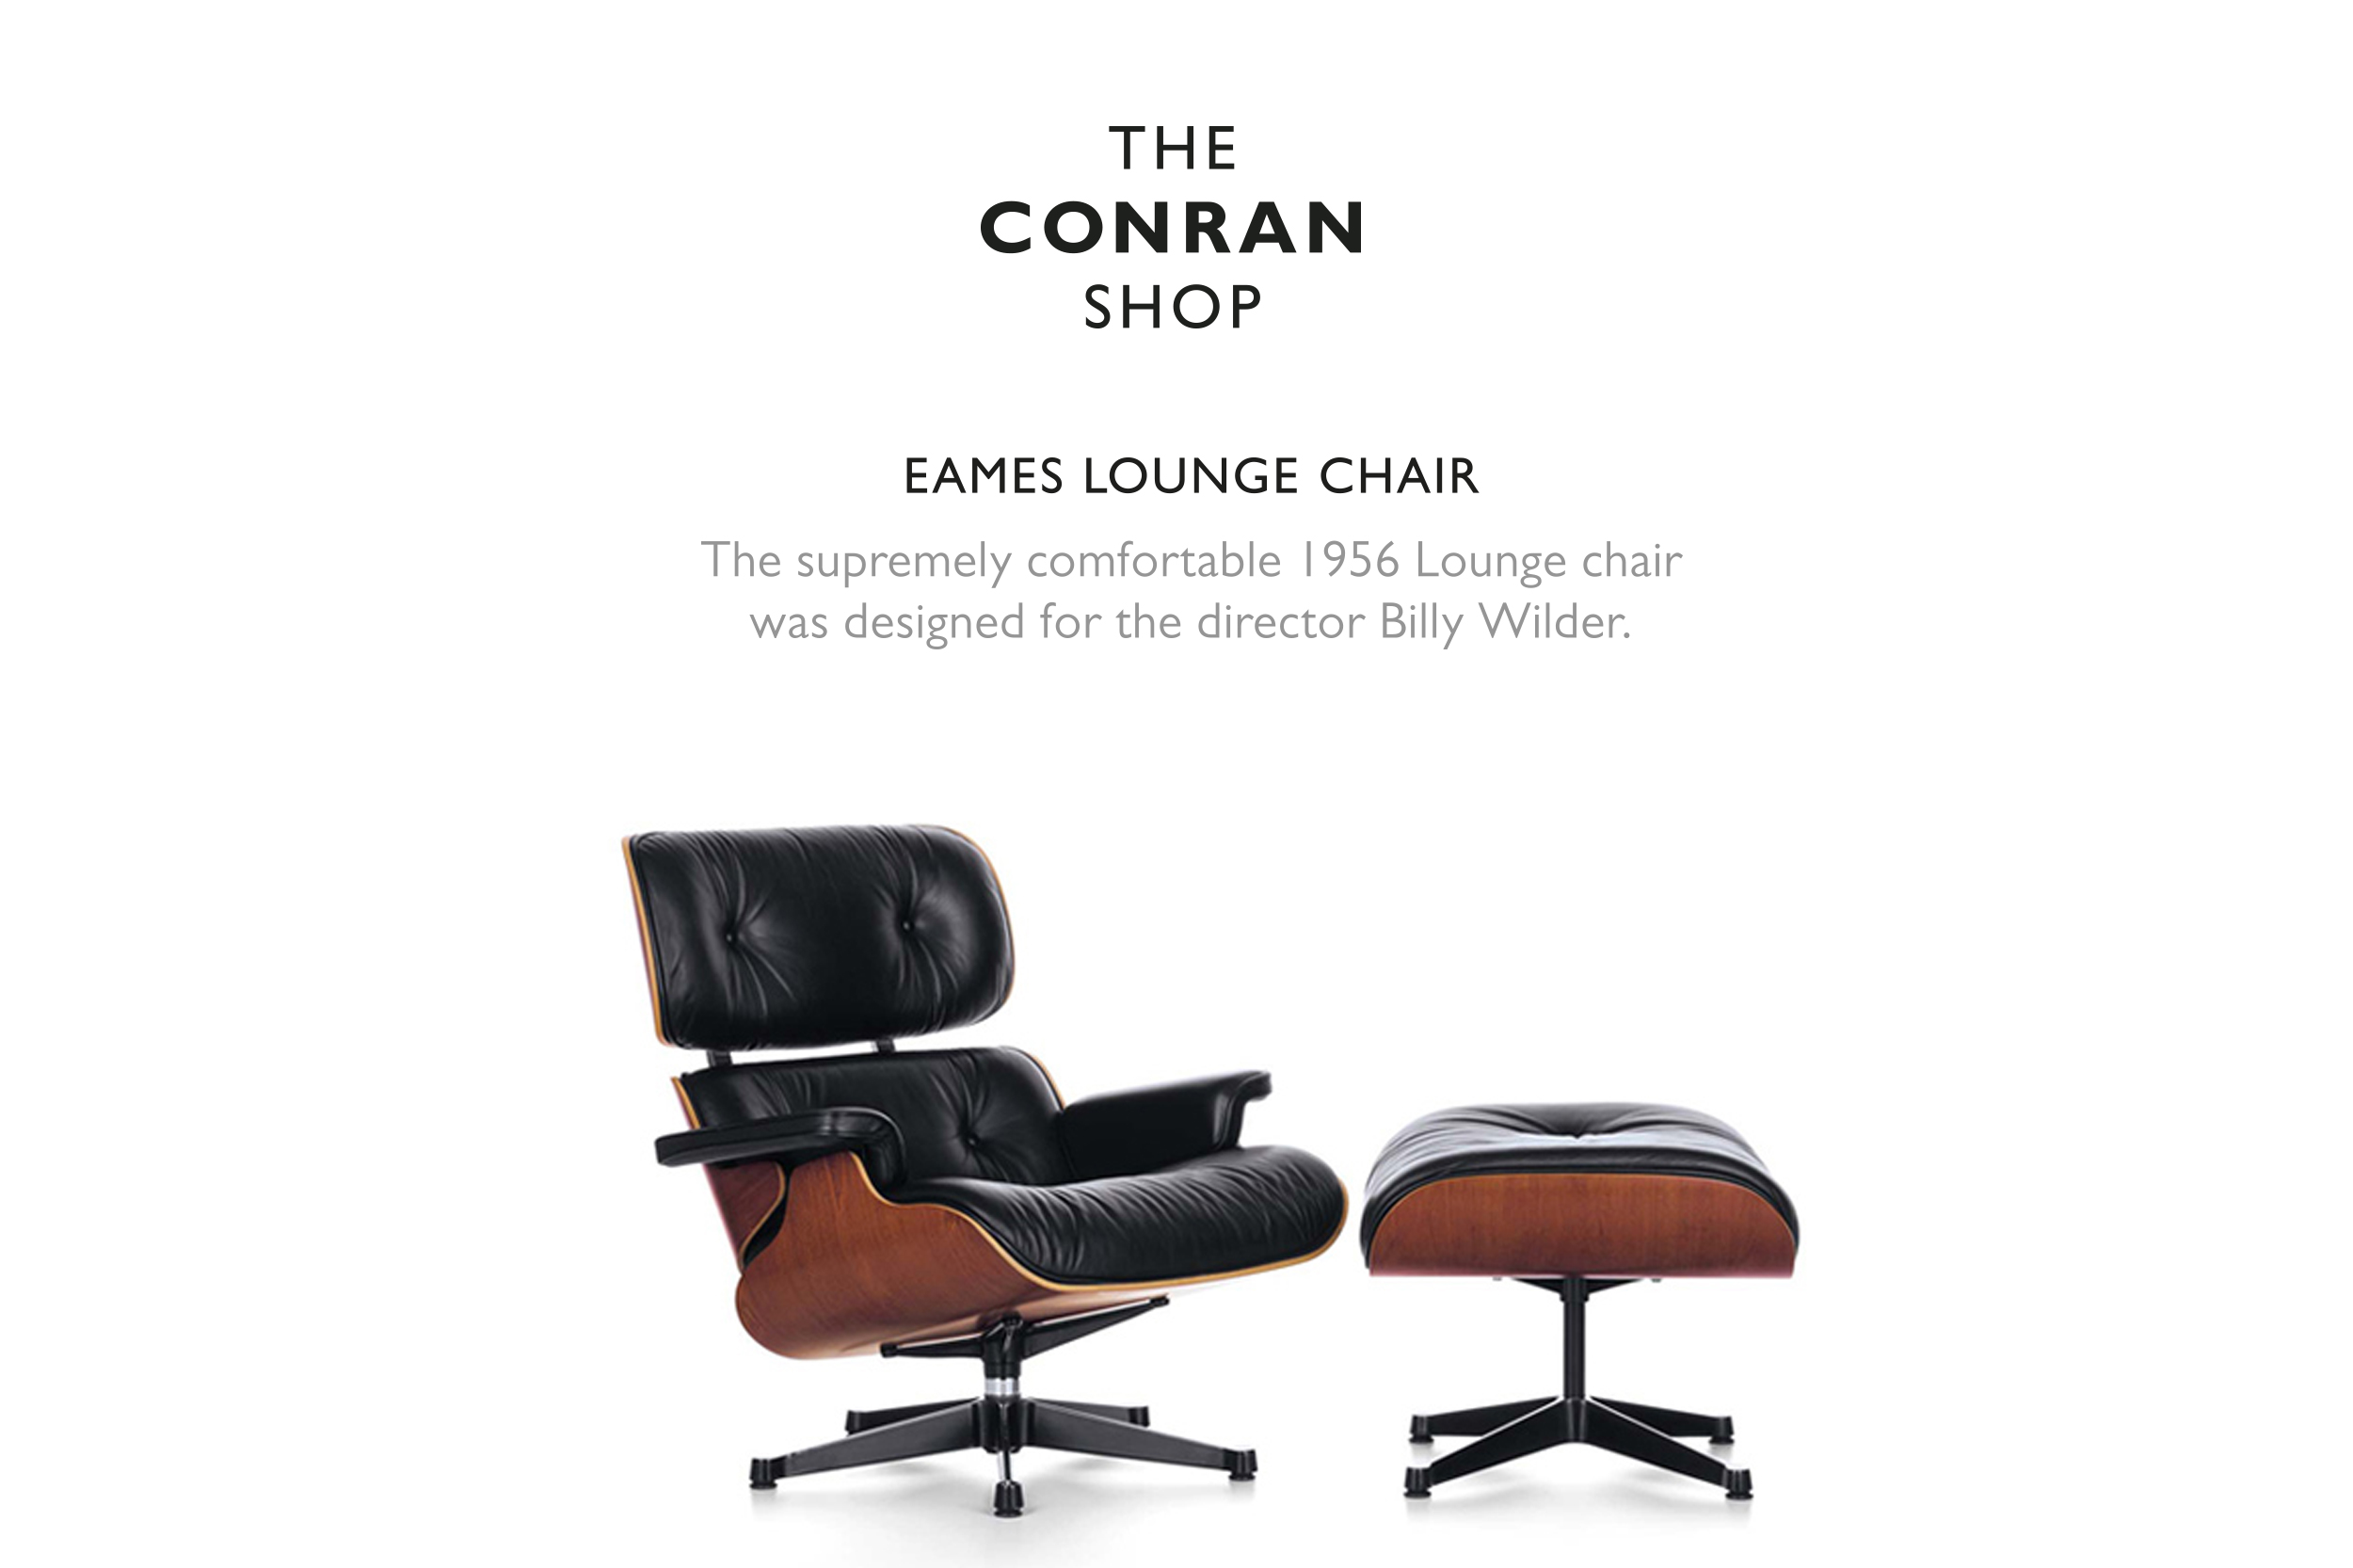 THE
CONRAN
SHOP
EAMES LOUNGE CHAIR
The supremely comfortable 1956 Lounge chair
was designed for the director Billy Wilder.